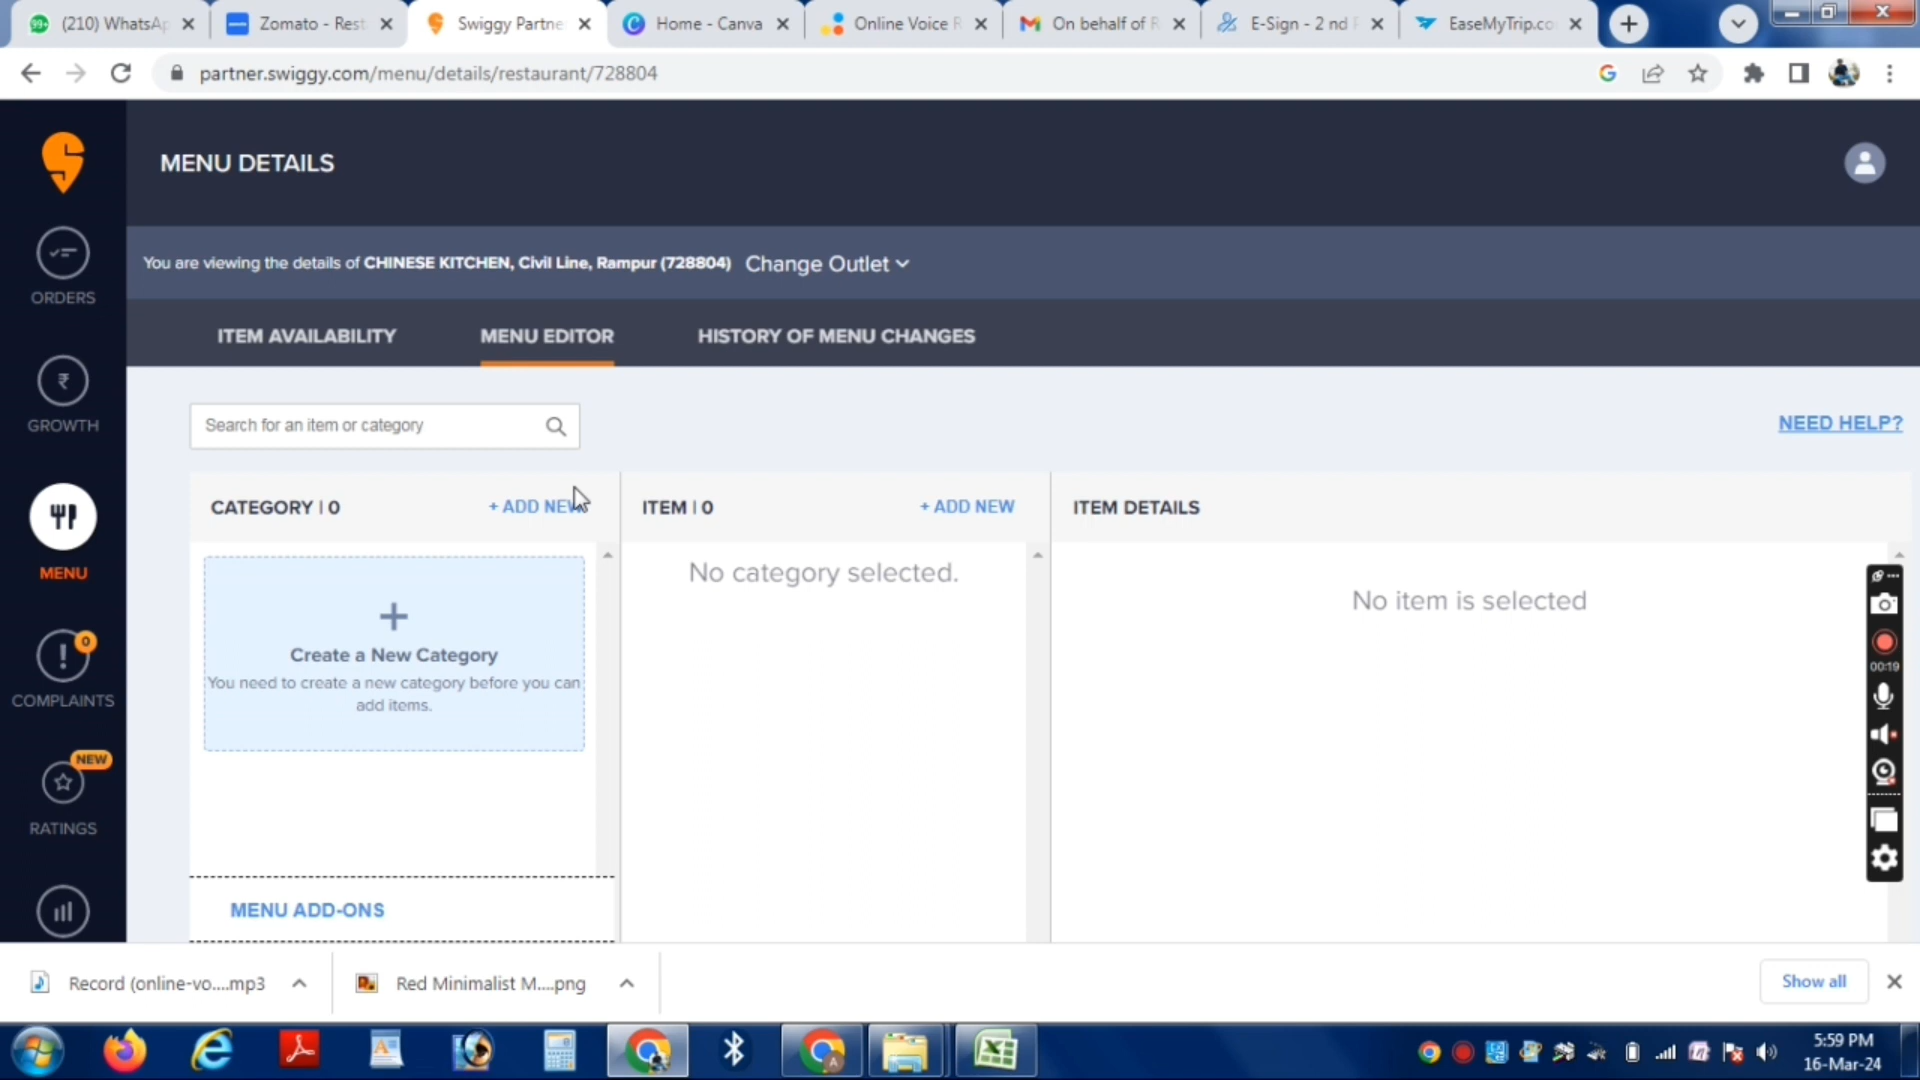 (210) WhatsAp
Zomato - Rest
Swiggy Partne
Home - Canva
Online Voice R
On behalf of R
E-Sign - 2 nd P
EaseMyTrip.co
partner.swiggy.com/menu/details/restaurant/728804
MENU DETAILS
You are viewing the details of CHINESE KITCHEN, Civil Line, Rampur (728804) Change Outlet
ORDERS
ITEM AVAILABILITY
MENU EDITOR
HISTORY OF MENU CHANGES
GROWTH
Search for an item or category
NEED HELP?
CATEGORY | 0
+ ADD NEW
ITEM | 0
+ ADD NEW
ITEM DETAILS
MENU
No category selected.
No item is selected
Create a New Category
You need to create a new category before you can
add items.
0
COMPLAINTS
00:19
NEW
RATINGS
MENU ADD-ONS
Record (online-vo....mp3
Red Minimalist M....png
Show all
5:59 PM
16-Mar-24